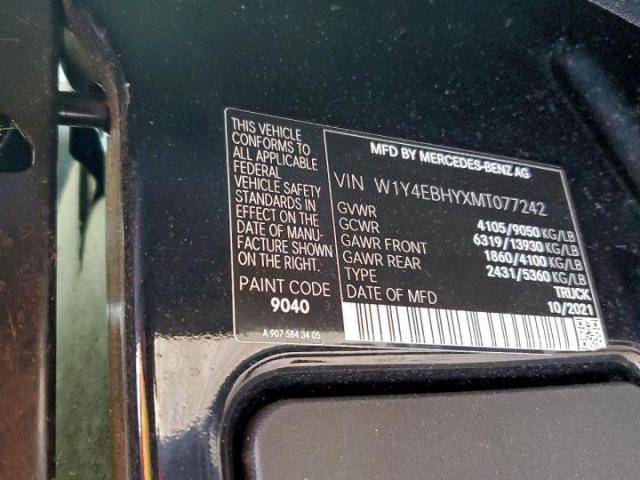 THIS VEHICLE
CONFORMS TO
ALL APPLICABLE
FEDERAL
VEHICLE SAFETY
STANDARDS IN
EFFECT ON THE
DATE OF MANU-
FACTURE SHOWN
ON THE RIGHT.
PAINT CODE
9040
A 907 584 34 05
MFD BY MERCEDES-BENZ AG
VIN W1Y4EBHYXMT077242
GVWR 4105/9050 KG/LB
GCWR 6319/13930 KG/LB
GAWR FRONT 1860/4100 KG/LB
GAWR REAR 2431/5360 KG/LB
TYPE TRUCK
DATE OF MFD 10/2021